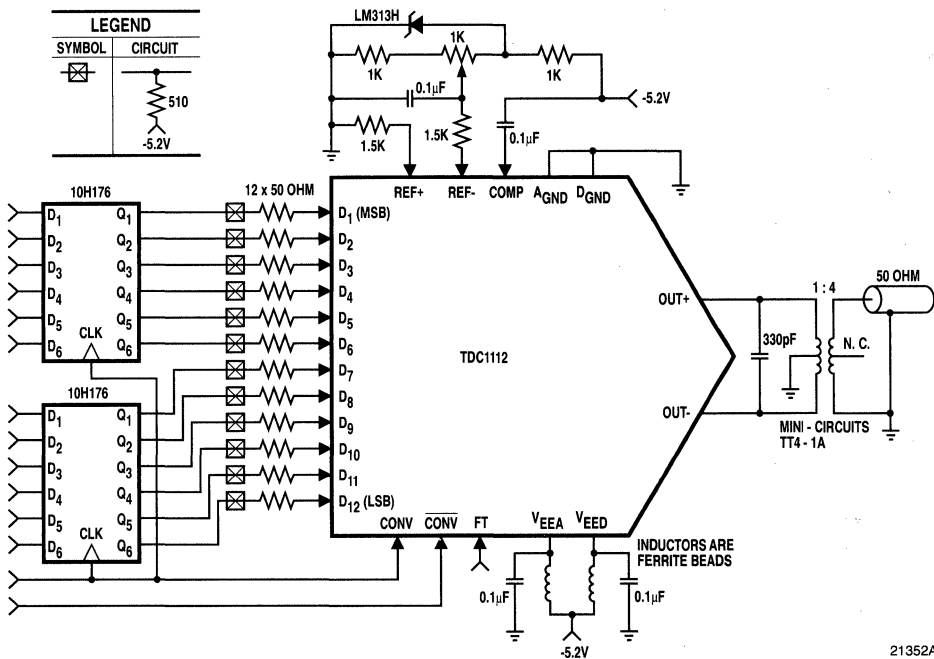 LEGEND
SYMBOL CIRCUIT
510
-5.2V
LM313H
1K
1K
1K
0.1µF
1.5K
1.5K
0.1µF
-5.2V
10H176
12 x 50 OHM
REF+ REF- COMP AGND DGND
D1 Q1 D1 (MSB)
D2 Q2 D2
D3 Q3 D3
D4 Q4 D4
D5 Q5 D5
D6 Q6 D6
CLK
10H176
D1 Q1 D7
D2 Q2 D8
D3 Q3 D9
D4 Q4 D10
D5 Q5 D11
D6 Q6 D12 (LSB)
CLK
TDC1112
OUT+
OUT-
330pF
1 : 4
50 OHM
N. C.
MINI - CIRCUITS
TT4 - 1A
CONV CONV FT VEEA VEED
INDUCTORS ARE
FERRITE BEADS
0.1µF
0.1µF
-5.2V
21352A